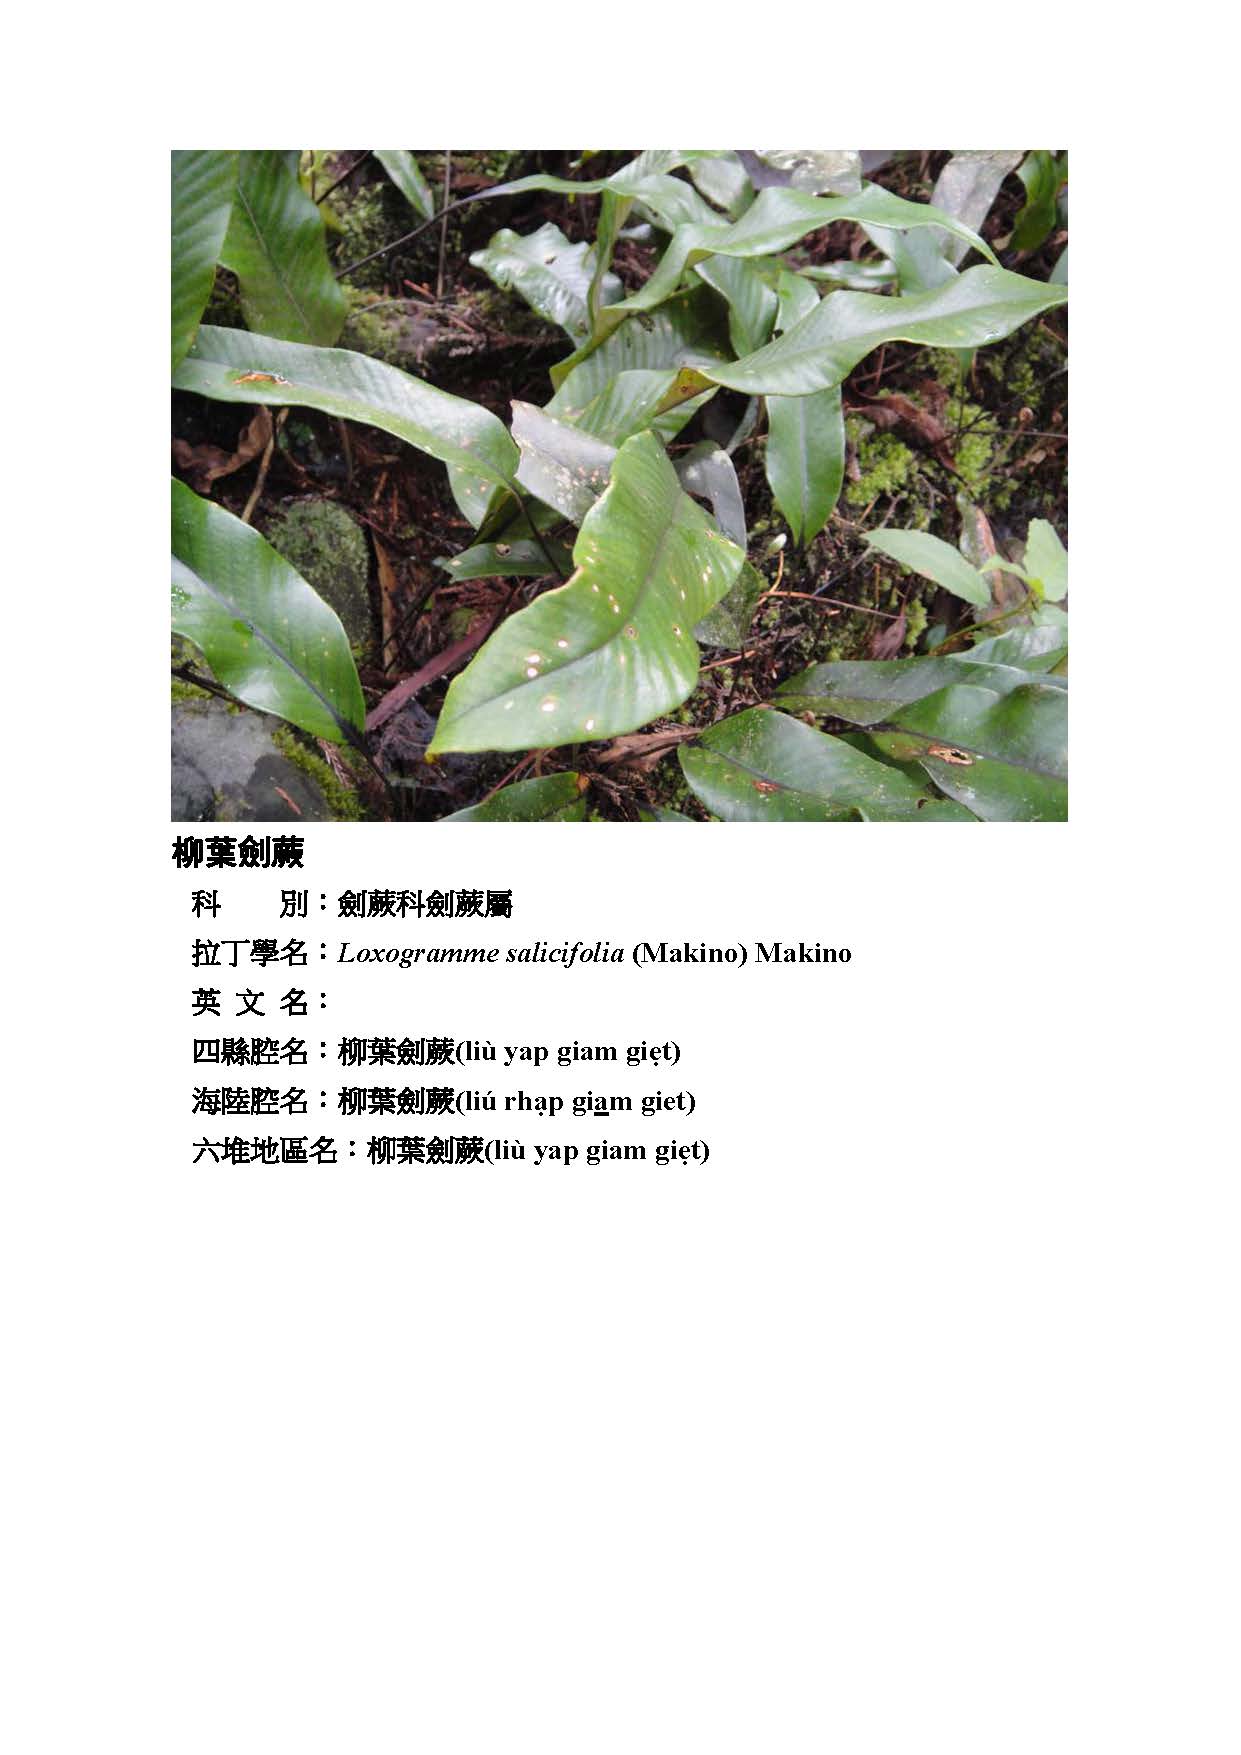 柳葉劍蕨
科　　別：劍蕨科劍蕨屬
拉丁學名：Loxogramme salicifolia (Makino) Makino
英 文 名：
四縣腔名：柳葉劍蕨(liù yap giam giẹt)
海陸腔名：柳葉劍蕨(liú rhạp giam giet)
六堆地區名：柳葉劍蕨(liù yap giam giẹt)